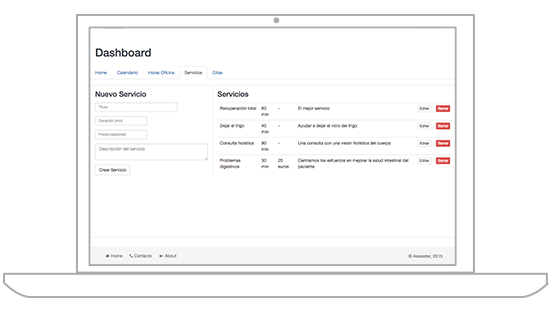 Dashboard
Home Calendario Horas Oficina Servicios Citas
Nuevo Servicio
Título
Duración (min)
Precio (opcional)
Descripción del servicio
Crear Servicio
Servicios
Recuperación total 60 min - El mejor servicio Editar Borrar
Dejar el trigo 45 min - Ayudar a dejar el vicio del trigo Editar Borrar
Consulta holistica 90 min - Una consulta con una vision holistica del cuerpo Editar Borrar
Problemas digestivos 30 min 25 euros Centramos los esfuerzos en mejorar la salud intestinal del paciente Editar Borrar
Home Contacto About
2015